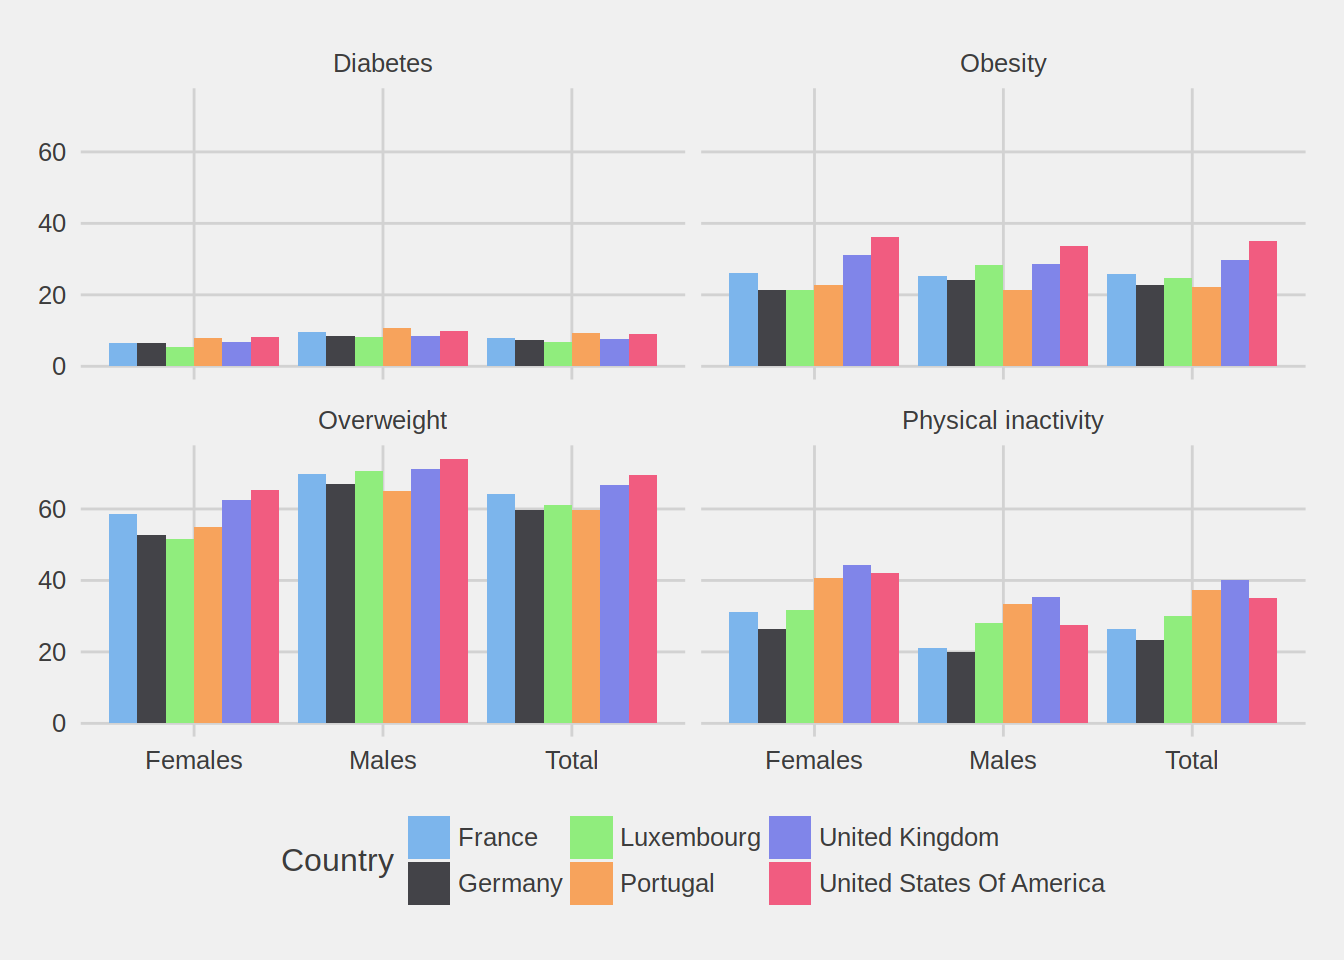 Diabetes
Obesity
60
40
20
0
Overweight
Physical inactivity
60
40
20
0
Females
Males
Total
Females
Males
Total
Country
France
Luxembourg
United Kingdom
Germany
Portugal
United States Of America